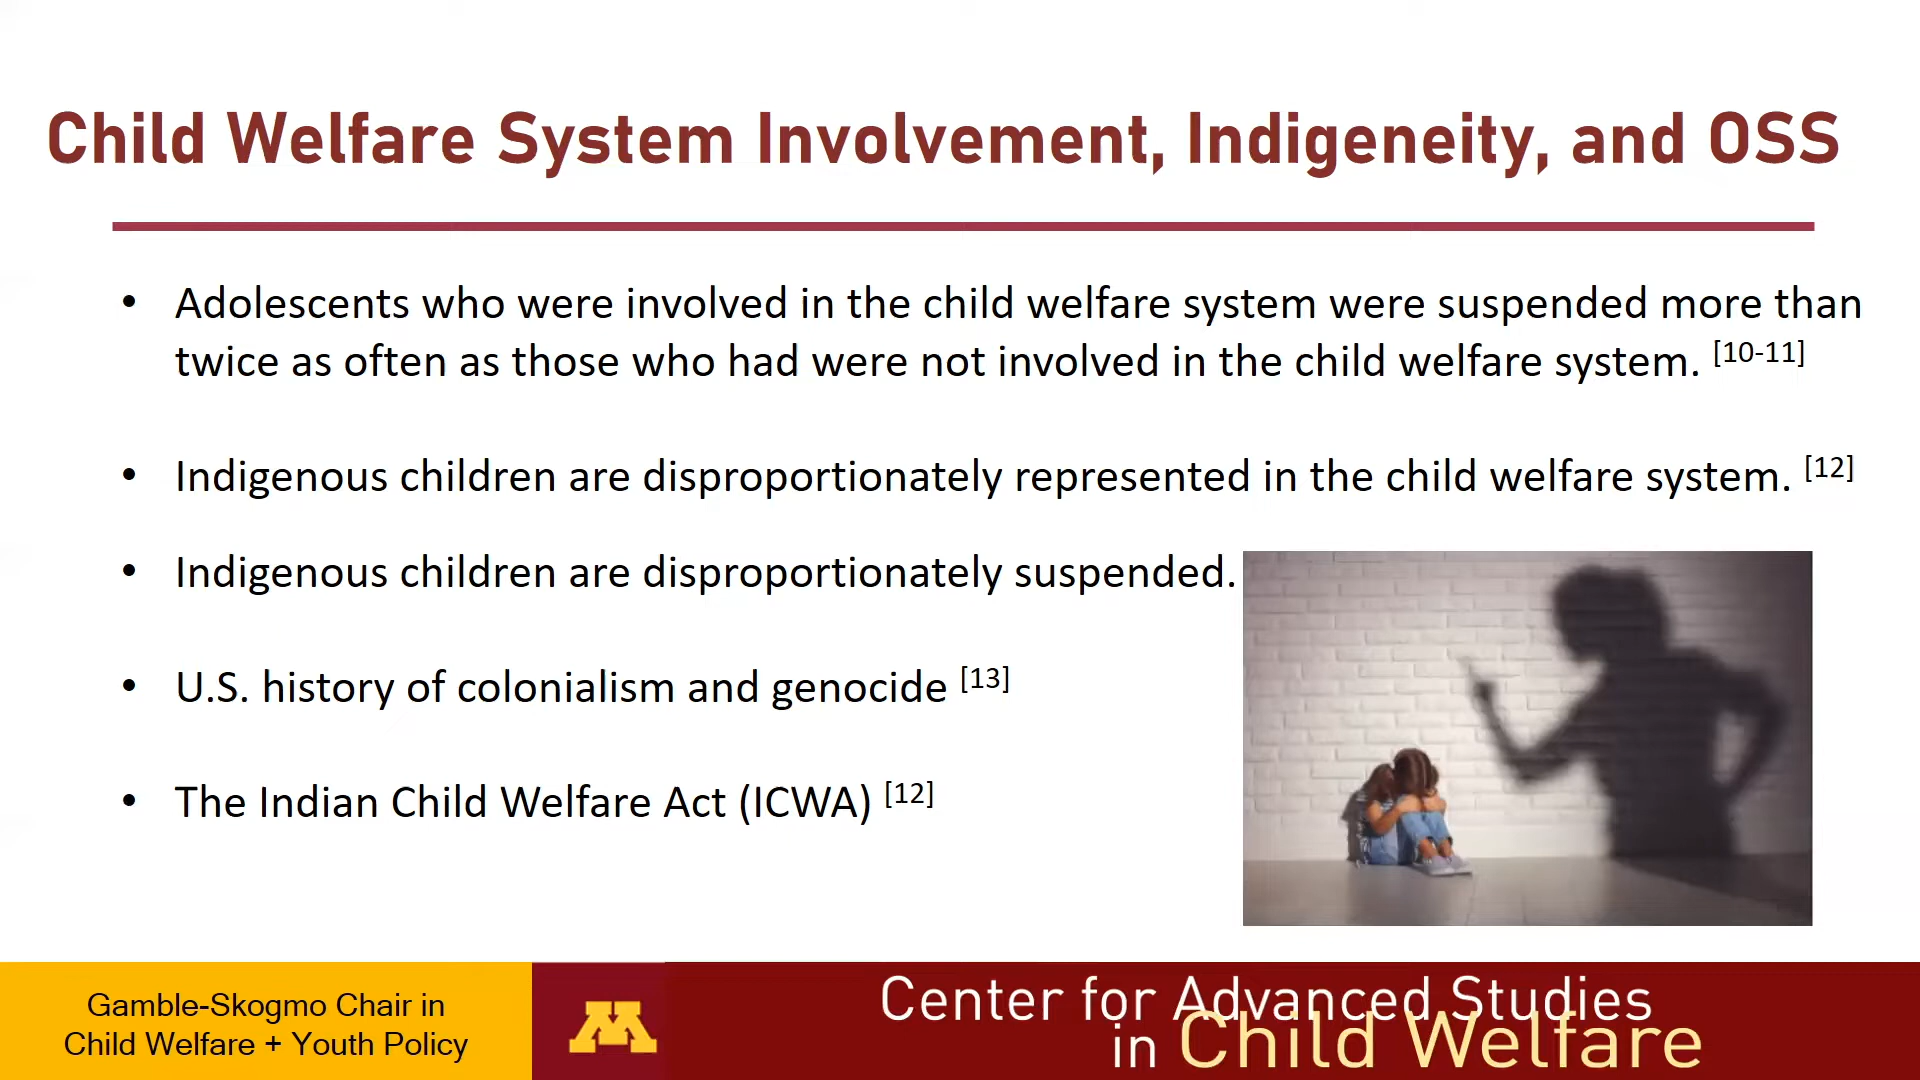 Child Welfare System Involvement, Indigeneity, and OSS
• Adolescents who were involved in the child welfare system were suspended more than
twice as often as those who had were not involved in the child welfare system. [10-11]
• Indigenous children are disproportionately represented in the child welfare system. [12]
• Indigenous children are disproportionately suspended.
• U.S. history of colonialism and genocide [13]
• The Indian Child Welfare Act (ICWA) [12]
Gamble-Skogmo Chair in
Child Welfare + Youth Policy
M
Center for Advanced Studies
in Child Welfare